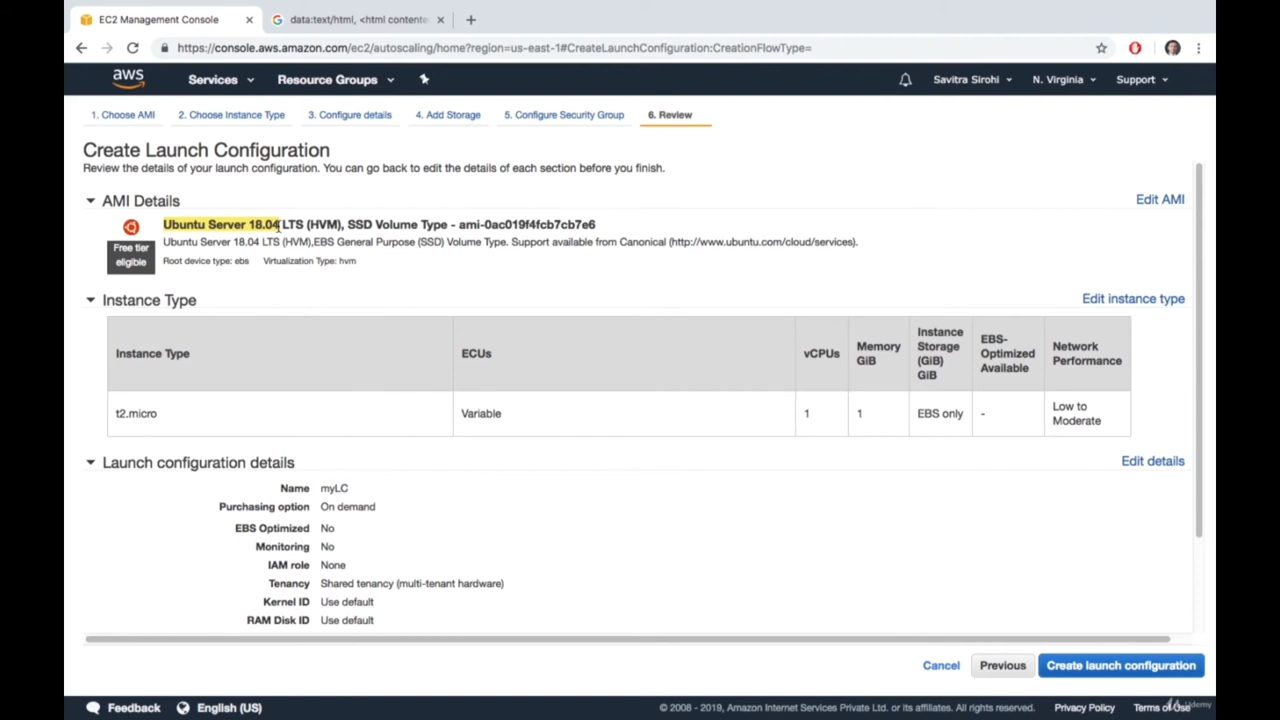 EC2 Management Console
data:text/html, <html contente
https://console.aws.amazon.com/ec2/autoscaling/home?region=us-east-1#CreateLaunchConfiguration:CreationFlowType=
aws Services Resource Groups Savitra Sirohi N. Virginia Support
1. Choose AMI 2. Choose Instance Type 3. Configure details 4. Add Storage 5. Configure Security Group 6. Review
Create Launch Configuration
Review the details of your launch configuration. You can go back to edit the details of each section before you finish.
AMI Details Edit AMI
Ubuntu Server 18.04 LTS (HVM), SSD Volume Type - ami-0ac019f4fcb7cb7e6
Free tier eligible
Ubuntu Server 18.04 LTS (HVM),EBS General Purpose (SSD) Volume Type. Support available from Canonical (http://www.ubuntu.com/cloud/services).
Root device type: ebs Virtualization Type: hvm
Instance Type Edit instance type
Instance Type ECUs vCPUs Memory GiB Instance Storage (GiB) GiB EBS-Optimized Available Network Performance
t2.micro Variable 1 1 EBS only - Low to Moderate
Launch configuration details Edit details
Name myLC
Purchasing option On demand
EBS Optimized No
Monitoring No
IAM role None
Tenancy Shared tenancy (multi-tenant hardware)
Kernel ID Use default
RAM Disk ID Use default
Cancel Previous Create launch configuration
Feedback English (US) © 2008 - 2019, Amazon Internet Services Private Ltd. or its affiliates. All rights reserved. Privacy Policy Terms of Use
Udemy